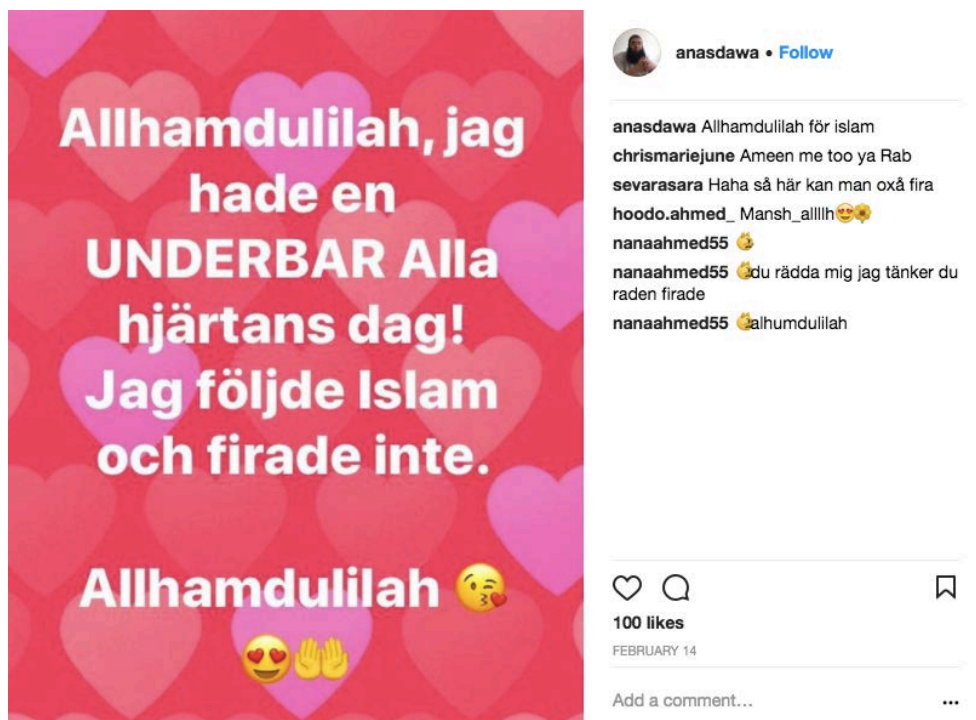 Allhamdulilah, jag
hade en
UNDERBAR Alla
hjärtans dag!
Jag följde Islam
och firade inte.
Allhamdulilah 😘
😍🤲
anasdawa • Follow
anasdawa Allhamdulilah för islam
chrismariejune Ameen me too ya Rab
sevarasara Haha så här kan man oxå fira
hoodo.ahmed_ Mansh_allllh😍🌼
nanaahmed55
nanaahmed55 du rädda mig jag tänker du
raden firade
nanaahmed55 alhumdulilah
100 likes
FEBRUARY 14
Add a comment...